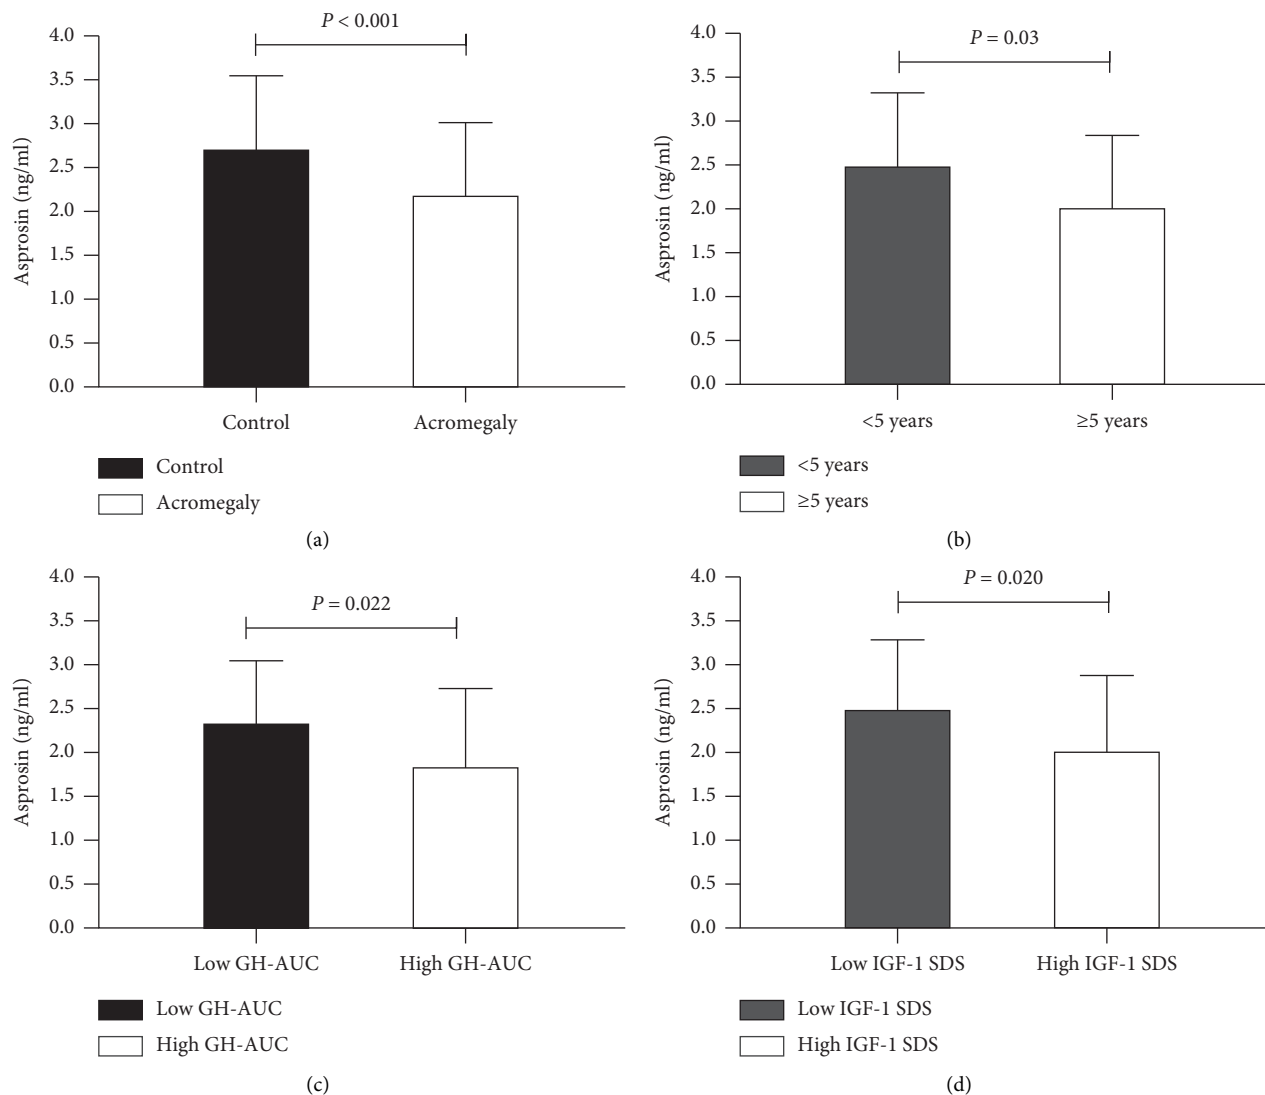 P < 0.001
4.0
3.5
3.0
2.5
2.0
1.5
1.0
0.5
0.0
Asprosin (ng/ml)
Control
Acromegaly
Control
Acromegaly
(a)
P = 0.03
4.0
3.5
3.0
2.5
2.0
1.5
1.0
0.5
0.0
Asprosin (ng/ml)
<5 years
≥5 years
<5 years
≥5 years
(b)
P = 0.022
4.0
3.5
3.0
2.5
2.0
1.5
1.0
0.5
0.0
Asprosin (ng/ml)
Low GH-AUC
High GH-AUC
Low GH-AUC
High GH-AUC
(c)
P = 0.020
4.0
3.5
3.0
2.5
2.0
1.5
1.0
0.5
0.0
Asprosin (ng/ml)
Low IGF-1 SDS
High IGF-1 SDS
Low IGF-1 SDS
High IGF-1 SDS
(d)